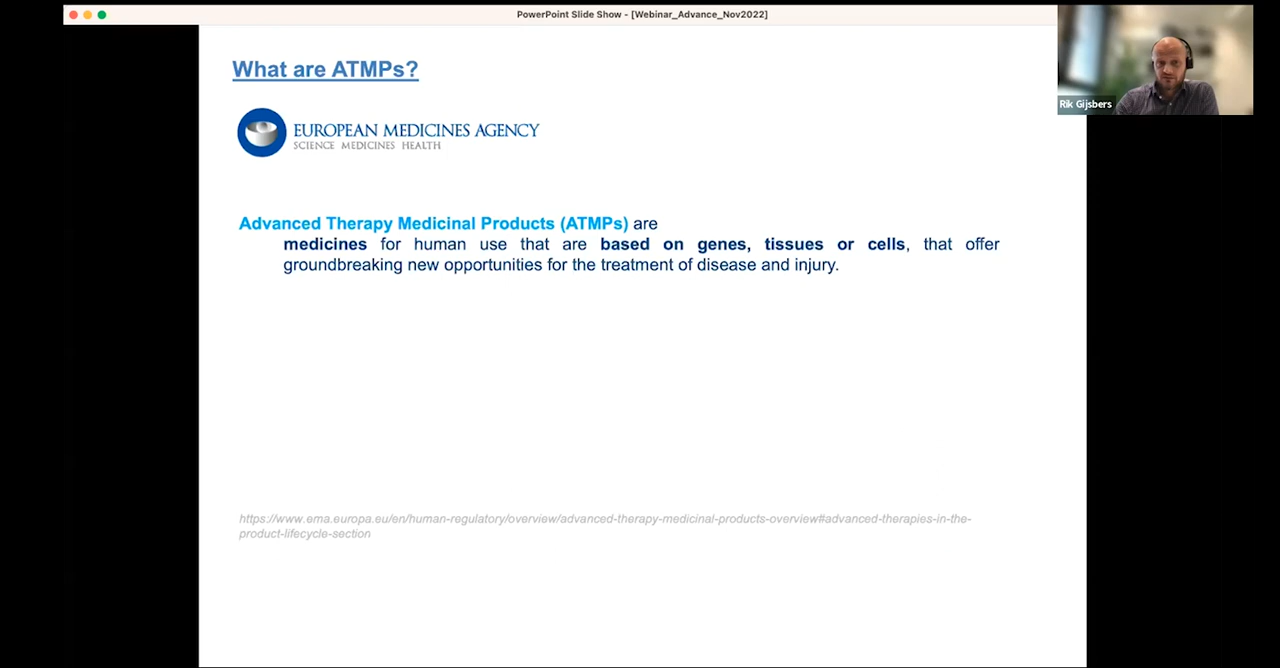 PowerPoint Slide Show - [Webinar_Advance_Nov2022]
What are ATMPs?
EUROPEAN MEDICINES AGENCY
SCIENCE MEDICINES HEALTH
Rik Gijsbers
Advanced Therapy Medicinal Products (ATMPs) are
medicines for human use that are based on genes, tissues or cells, that offer
groundbreaking new opportunities for the treatment of disease and injury.
https://www.ema.europa.eu/en/human-regulatory/overview/advanced-therapy-medicinal-products-overview#advanced-therapies-in-the-
product-lifecycle-section